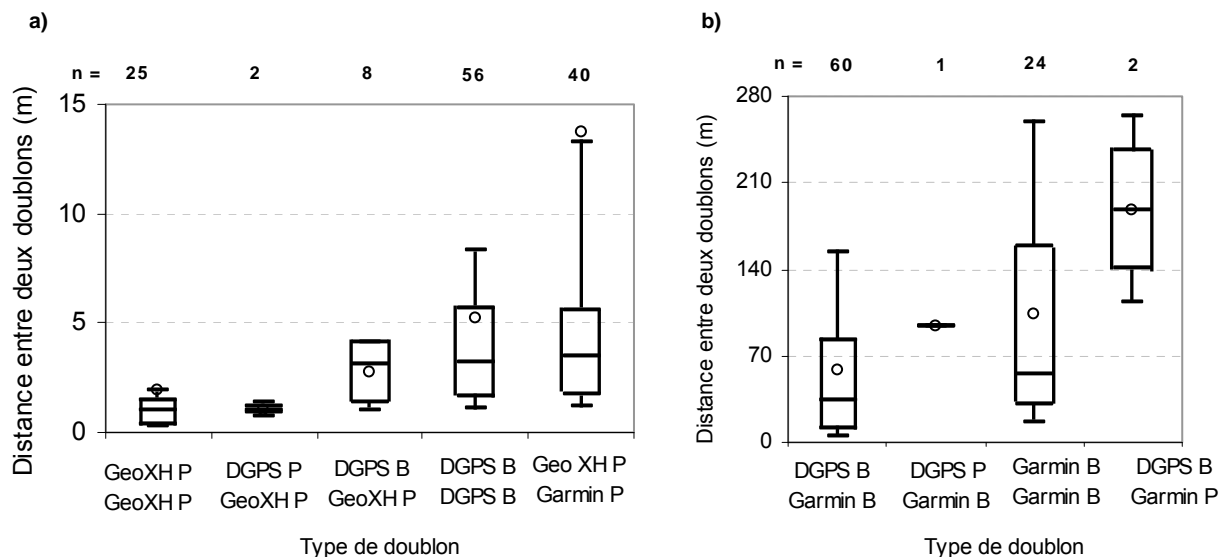 a)
n = 25 2 8 56 40
Distance entre deux doublons (m)
15
10
5
0
GeoXH P DGPS P DGPS B DGPS B Geo XH P
GeoXH P GeoXH P GeoXH P DGPS B Garmin P
Type de doublon
b)
n = 60 1 24 2
Distance entre deux doublons (m)
280
210
140
70
0
DGPS B DGPS P Garmin B DGPS B
Garmin B Garmin B Garmin B Garmin P
Type de doublon